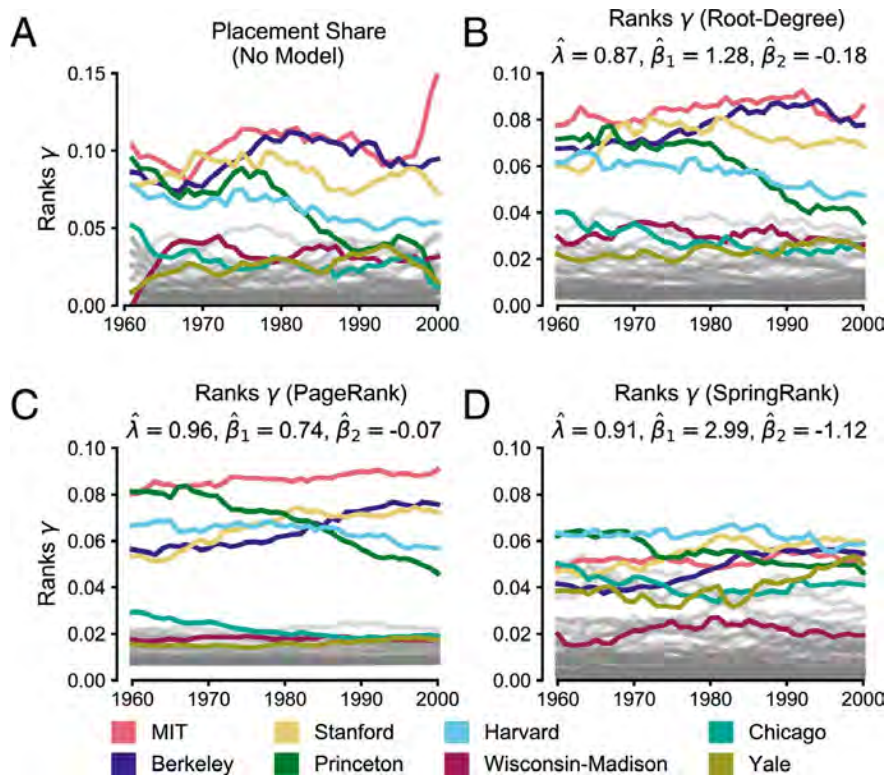 A
Placement Share
(No Model)
Ranks γ
0.15
0.10
0.05
0.00
1960 1970 1980 1990 2000
B
Ranks γ (Root-Degree)
λ̂ = 0.87, β̂₁ = 1.28, β̂₂ = -0.18
0.10
0.08
0.06
0.04
0.02
0.00
1960 1970 1980 1990 2000
C
Ranks γ (PageRank)
λ̂ = 0.96, β̂₁ = 0.74, β̂₂ = -0.07
Ranks γ
0.10
0.08
0.06
0.04
0.02
0.00
1960 1970 1980 1990 2000
D
Ranks γ (SpringRank)
λ̂ = 0.91, β̂₁ = 2.99, β̂₂ = -1.12
0.10
0.08
0.06
0.04
0.02
0.00
1960 1970 1980 1990 2000
MIT Stanford Harvard Chicago
Berkeley Princeton Wisconsin-Madison Yale